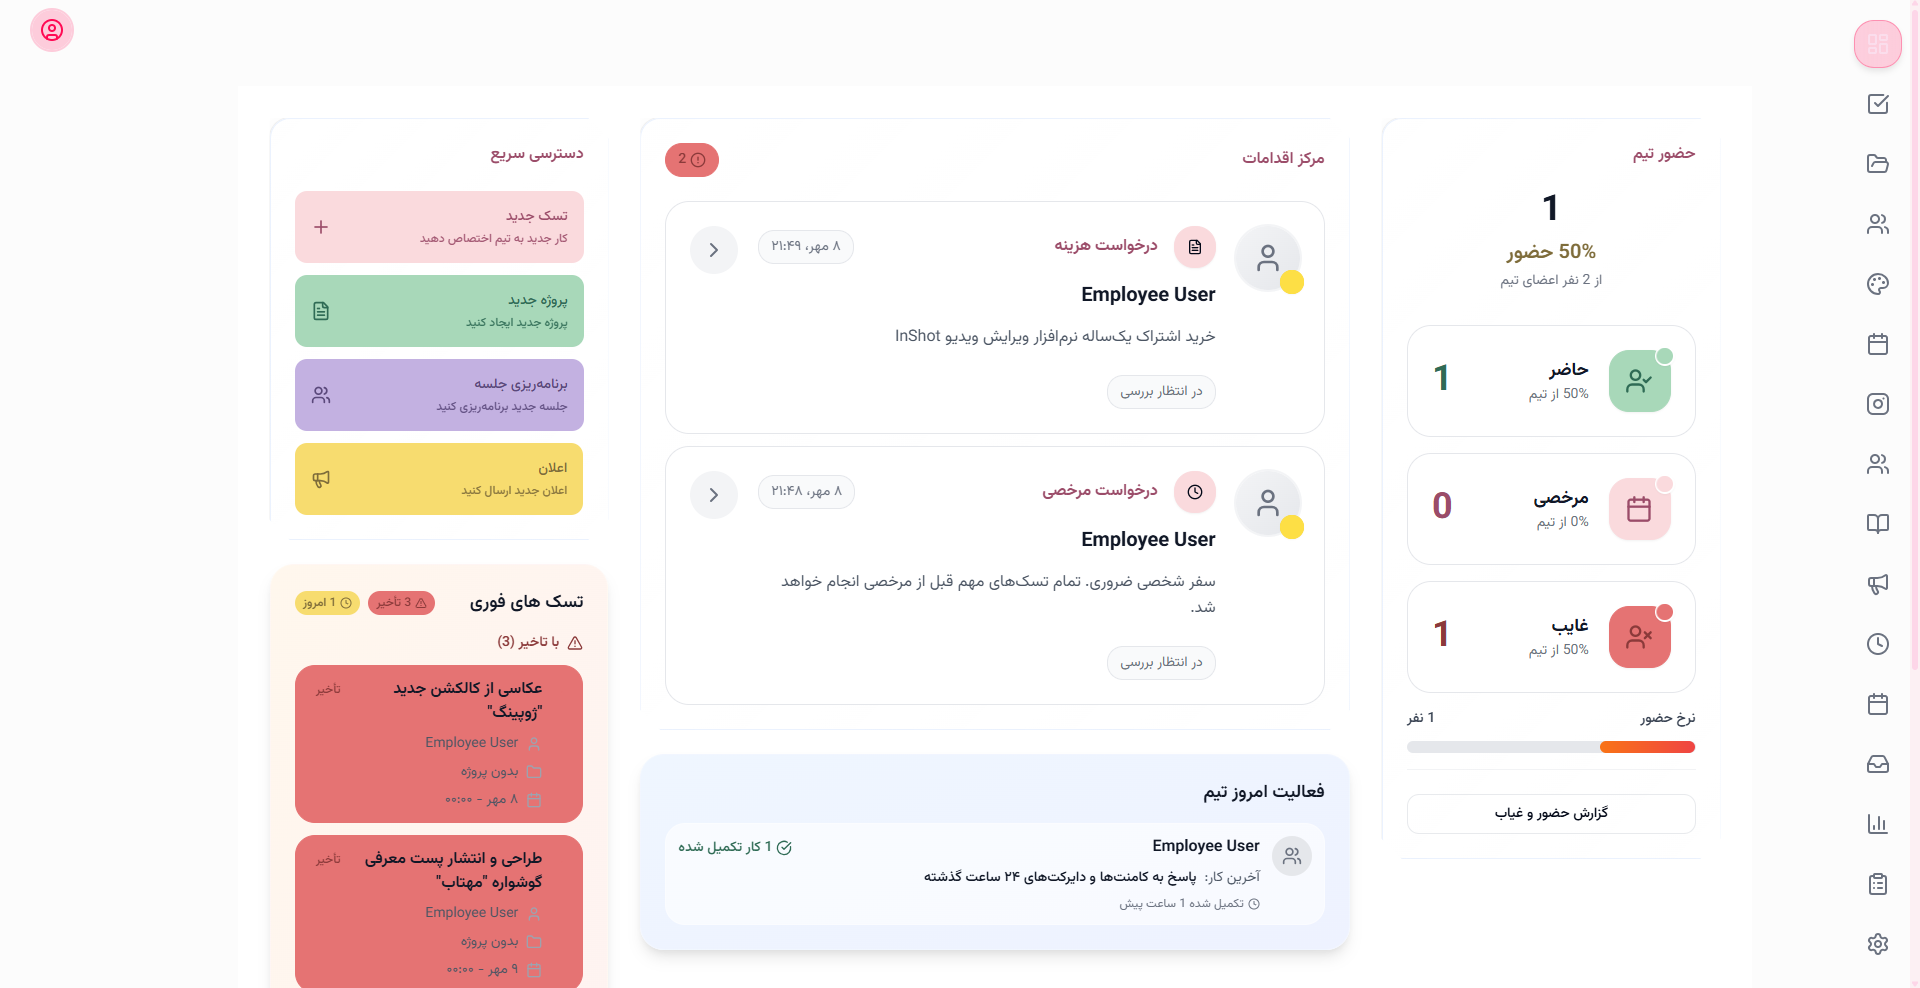 حضور تیم
1
50% حضور
از 2 نفر اعضای تیم
حاضر
50% از تیم
1
مرخصی
0% از تیم
0
غایب
50% از تیم
1
نرخ حضور
1 نفر
گزارش حضور و غیاب
مرکز اقدامات
2
درخواست هزینه
۸ مهر، ۲۱:۴۹
Employee User
خرید اشتراک یک‌ساله نرم‌افزار ویرایش ویدیو InShot
در انتظار بررسی
درخواست مرخصی
۸ مهر، ۲۱:۴۸
Employee User
سفر شخصی ضروری. تمام تسک‌های مهم قبل از مرخصی انجام خواهد
شد.
در انتظار بررسی
فعالیت امروز تیم
Employee User
1 کار تکمیل شده
آخرین کار: پاسخ به کامنت‌ها و دایرکت‌های ۲۴ ساعت گذشته
تکمیل شده 1 ساعت پیش
دسترسی سریع
تسک جدید
کار جدید به تیم اختصاص دهید
پروژه جدید
پروژه جدید ایجاد کنید
برنامه‌ریزی جلسه
جلسه جدید برنامه‌ریزی کنید
اعلان
اعلان جدید ارسال کنید
تسک های فوری
3 تأخیر
1 امروز
با تاخیر (3)
عکاسی از کالکشن جدید
"ژوپینگ"
تأخیر
Employee User
بدون پروژه
۸ مهر - ۰۰:۰۰
طراحی و انتشار پست معرفی
گوشواره "مهتاب"
تأخیر
Employee User
بدون پروژه
۹ مهر - ۰۰:۰۰